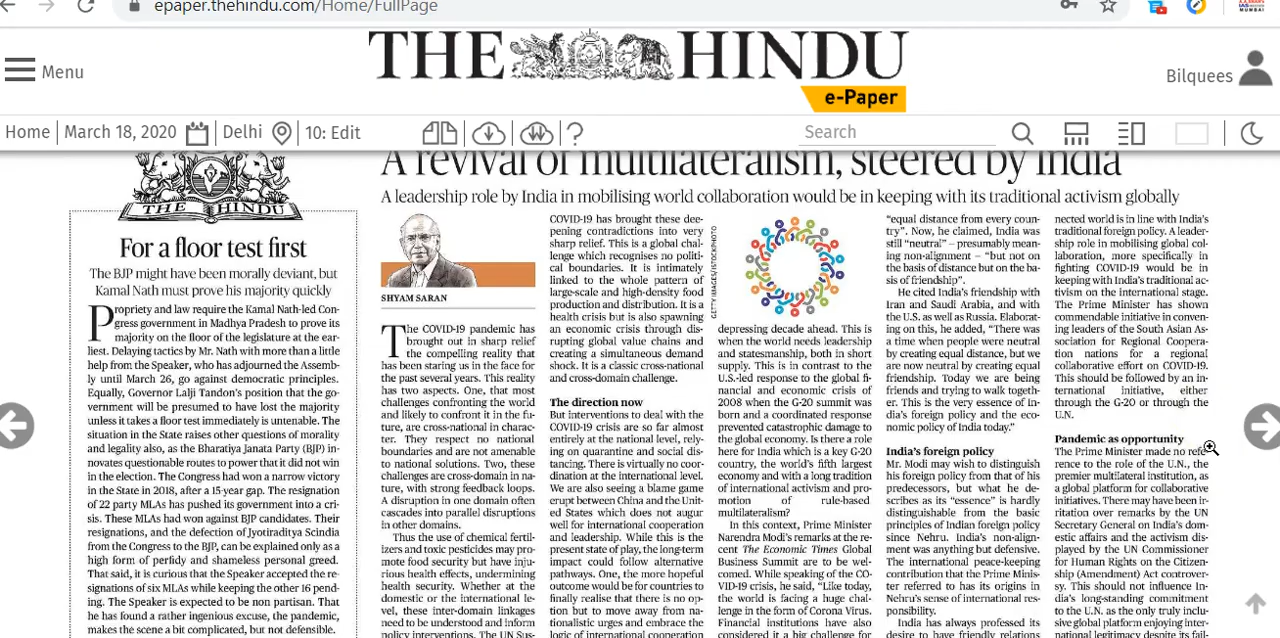 epaper.thehindu.com/Home/FullPage
Menu
THE HINDU
e-Paper
Bilquees
Home March 18, 2020 Delhi 10: Edit
Search
THE HINDU
For a floor test first
The BJP might have been morally deviant, but
Kamal Nath must prove his majority quickly
Propriety and law require the Kamal Nath-led Con-
gress government in Madhya Pradesh to prove its
majority on the floor of the legislature at the ear-
liest. Delaying tactics by Mr. Nath with more than a little
help from the Speaker, who has adjourned the Assemb-
ly until March 26, go against democratic principles.
Equally, Governor Lalji Tandon's position that the go-
vernment will be presumed to have lost the majority
unless it takes a floor test immediately is untenable. The
situation in the State raises other questions of morality
and legality also, as the Bharatiya Janata Party (BJP) in-
novates questionable routes to power that it did not win
in the election. The Congress had won a narrow victory
in the State in 2018, after a 15-year gap. The resignation
of 22 party MLAs has pushed its government into a cri-
sis. These MLAs had won against BJP candidates. Their
resignations, and the defection of Jyotiraditya Scindia
from the Congress to the BJP, can be explained only as a
high form of perfidy and shameless personal greed.
That said, it is curious that the Speaker accepted the re-
signations of six MLAs while keeping the other 16 pend-
ing. The Speaker is expected to be non partisan. That
he has found a rather ingenious excuse, the pandemic,
makes the scene a bit complicated, but not defensible.
A revival of multilateralism, steered by India
A leadership role by India in mobilising world collaboration would be in keeping with its traditional activism globally
SHYAM SARAN
The COVID-19 pandemic has
brought out in sharp relief
the compelling reality that
has been staring us in the face for
the past several years. This reality
has two aspects. One, that most
challenges confronting the world
and likely to confront it in the fu-
ture, are cross-national in charac-
ter. They respect no national
boundaries and are not amenable
to national solutions. Two, these
challenges are cross-domain in na-
ture, with strong feedback loops.
A disruption in one domain often
cascades into parallel disruptions
in other domains.
Thus the use of chemical fertil-
izers and toxic pesticides may pro-
mote food security but have inju-
rious health effects, undermining
health security. Whether at the
domestic or the international le-
vel, these inter-domain linkages
need to be understood and inform
policy interventions. The UN Sus-
COVID-19 has brought these dee-
pening contradictions into very
sharp relief. This is a global chal-
lenge which recognises no politi-
cal boundaries. It is intimately
linked to the whole pattern of
large-scale and high-density food
production and distribution. It is a
health crisis but is also spawning
an economic crisis through dis-
rupting global value chains and
creating a simultaneous demand
shock. It is a classic cross-national
and cross-domain challenge.
The direction now
But interventions to deal with the
COVID-19 crisis are so far almost
entirely at the national level, rely-
ing on quarantine and social dis-
tancing. There is virtually no coor-
dination at the international level.
We are also seeing a blame game
erupt between China and the Unit-
ed States which does not augur
well for international cooperation
and leadership. While this is the
present state of play, the long-term
impact could follow alternative
pathways. One, the more hopeful
outcome would be for countries to
finally realise that there is no op-
tion but to move away from na-
tionalistic urges and embrace the
logic of international cooperation
GETTY IMAGES/ISTOCKPHOTO
depressing decade ahead. This is
when the world needs leadership
and statesmanship, both in short
supply. This is in contrast to the
U.S.-led response to the global fi-
nancial and economic crisis of
2008 when the G-20 summit was
born and a coordinated response
prevented catastrophic damage to
the global economy. Is there a role
here for India which is a key G-20
country, the world's fifth largest
economy and with a long tradition
of international activism and pro-
motion of rule-based
multilateralism?
In this context, Prime Minister
Narendra Modi's remarks at the re-
cent The Economic Times Global
Business Summit are to be wel-
comed. While speaking of the CO-
VID-19 crisis, he said, “Like today,
the world is facing a huge chal-
lenge in the form of Corona Virus.
Financial institutions have also
considered it a big challenge for
“equal distance from every coun-
try”. Now, he claimed, India was
still “neutral” – presumably mean-
ing non-alignment – “but not on
the basis of distance but on the ba-
sis of friendship”.
He cited India's friendship with
Iran and Saudi Arabia, and with
the U.S. as well as Russia. Elaborat-
ing on this, he added, “There was
a time when people were neutral
by creating equal distance, but we
are now neutral by creating equal
friendship. Today we are being
friends and trying to walk togeth-
er. This is the very essence of In-
dia's foreign policy and the eco-
nomic policy of India today.”
India's foreign policy
Mr. Modi may wish to distinguish
his foreign policy from that of his
predecessors, but what he des-
cribes as its “essence” is hardly
distinguishable from the basic
principles of Indian foreign policy
since Nehru. India's non-align-
ment was anything but defensive.
The international peace-keeping
contribution that the Prime Minis-
ter referred to has its origins in
Nehru's sense of international res-
ponsibility.
India has always professed its
desire to have friendly relations
nected world is in line with India's
traditional foreign policy. A leader-
ship role in mobilising global col-
laboration, more specifically in
fighting COVID-19 would be in
keeping with India's traditional ac-
tivism on the international stage.
The Prime Minister has shown
commendable initiative in conven-
ing leaders of the South Asian As-
sociation for Regional Coopera-
tion nations for a regional
collaborative effort on COVID-19.
This should be followed by an in-
ternational initiative, either
through the G-20 or through the
U.N.
Pandemic as opportunity
The Prime Minister made no refe-
rence to the role of the U.N., the
premier multilateral institution, as
a global platform for collaborative
initiatives. There may have been ir-
ritation over remarks by the UN
Secretary General on India's dom-
estic affairs and the activism dis-
played by the UN Commissioner
for Human Rights on the Citizen-
ship (Amendment) Act controver-
sy. This should not influence In-
dia's long-standing commitment
to the U.N. as the only truly inclu-
sive global platform enjoying inter-
national legitimacy despite its fail-